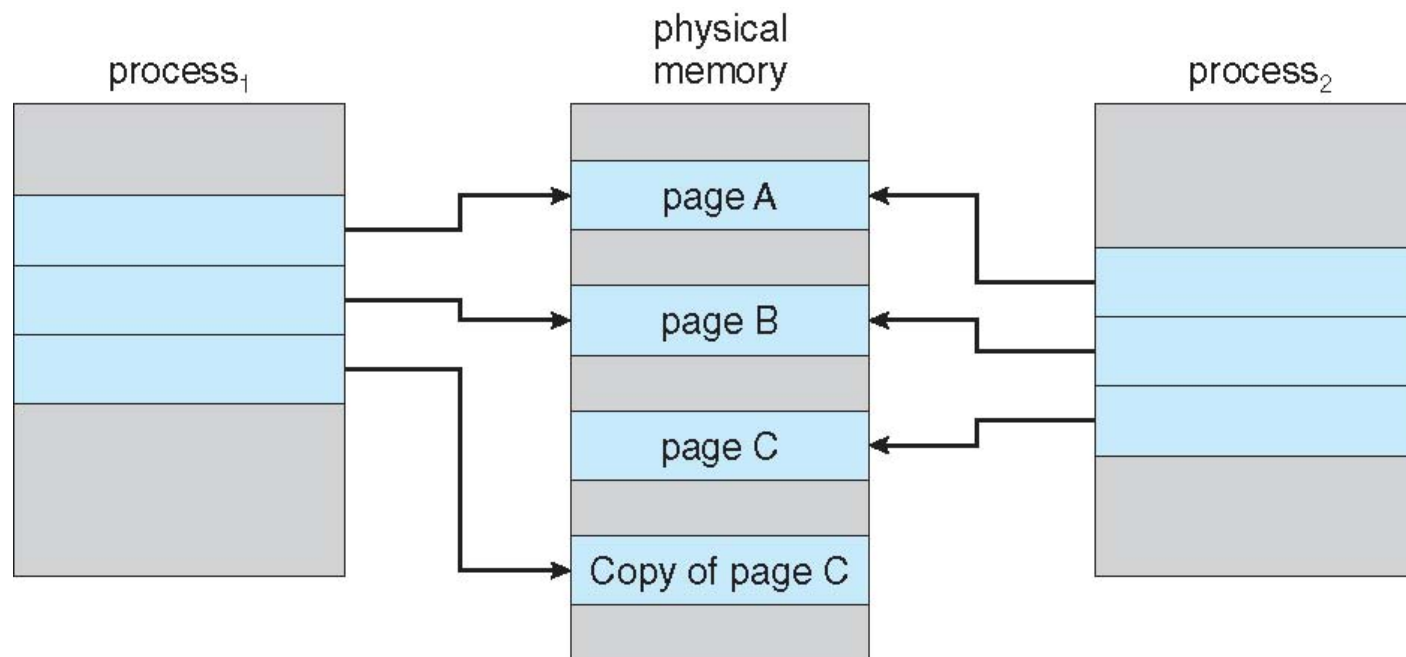 process₁
physical
memory
process₂
page A
page B
page C
Copy of page C